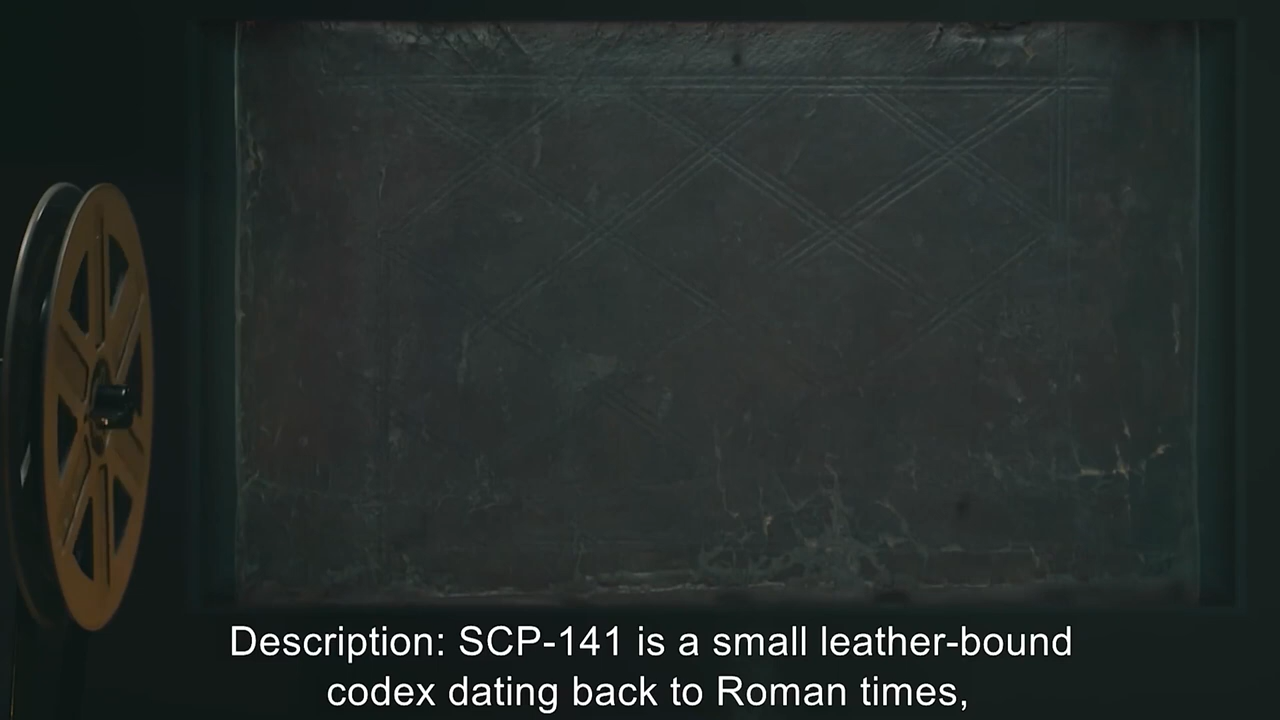 Description: SCP-141 is a small leather-bound
codex dating back to Roman times,